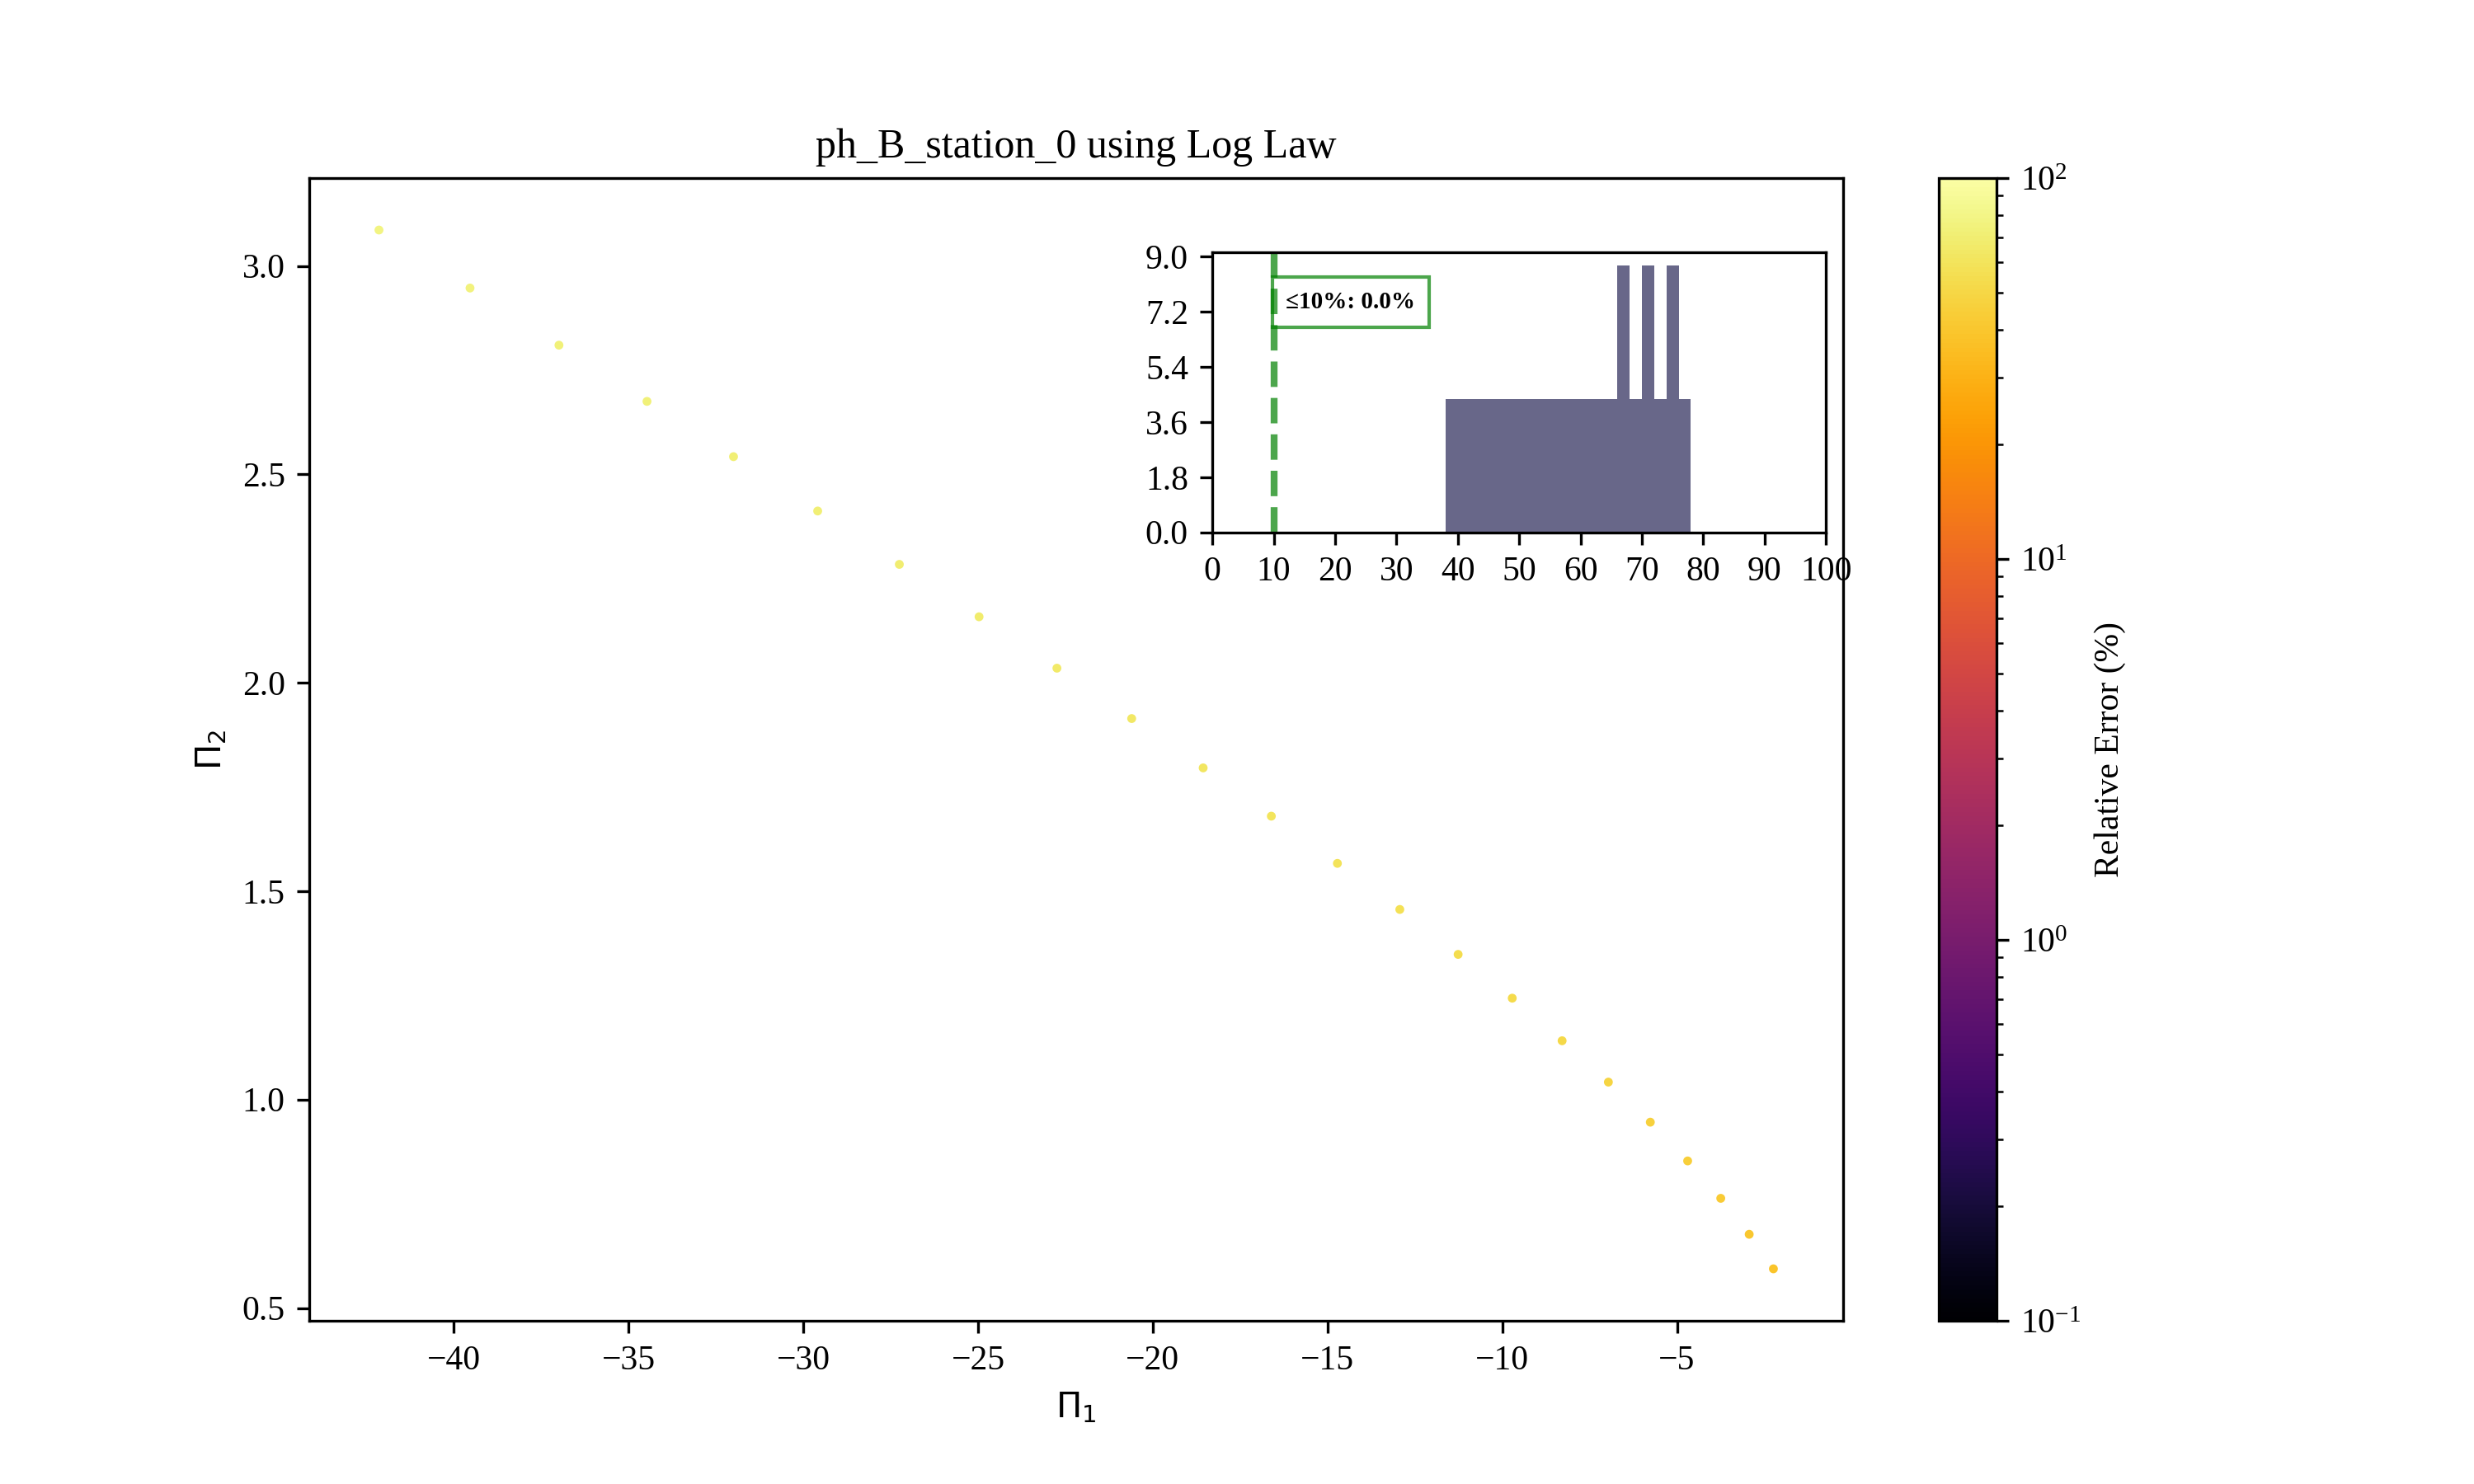 ph_B_station_0 using Log Law
3.0
2.5
2.0
1.5
1.0
0.5
Π₂
−40 −35 −30 −25 −20 −15 −10 −5
Π₁
9.0
7.2
5.4
3.6
1.8
0.0
≤10%: 0.0%
0 10 20 30 40 50 60 70 80 90 100
10²
10¹
10⁰
10⁻¹
Relative Error (%)